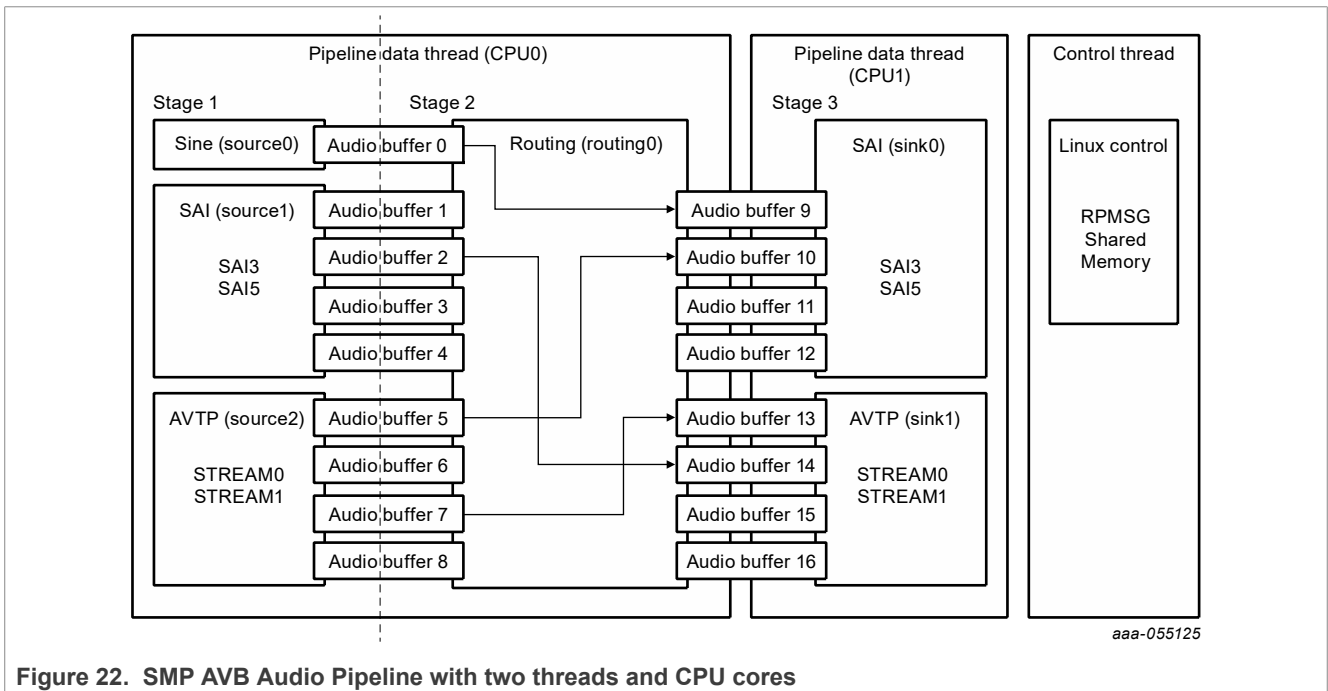 Pipeline data thread (CPU0)
Pipeline data thread
(CPU1)
Control thread
Stage 1
Stage 2
Stage 3
Sine (source0)
Audio buffer 0
Routing (routing0)
SAI (sink0)
Linux control
SAI (source1)
Audio buffer 1
Audio buffer 9
RPMSG
Shared
Memory
Audio buffer 2
Audio buffer 10
SAI3
SAI5
SAI3
SAI5
Audio buffer 3
Audio buffer 11
Audio buffer 4
Audio buffer 12
AVTP (source2)
Audio buffer 5
Audio buffer 13
AVTP (sink1)
Audio buffer 6
Audio buffer 14
STREAM0
STREAM1
STREAM0
STREAM1
Audio buffer 7
Audio buffer 15
Audio buffer 8
Audio buffer 16
aaa-055125
Figure 22. SMP AVB Audio Pipeline with two threads and CPU cores